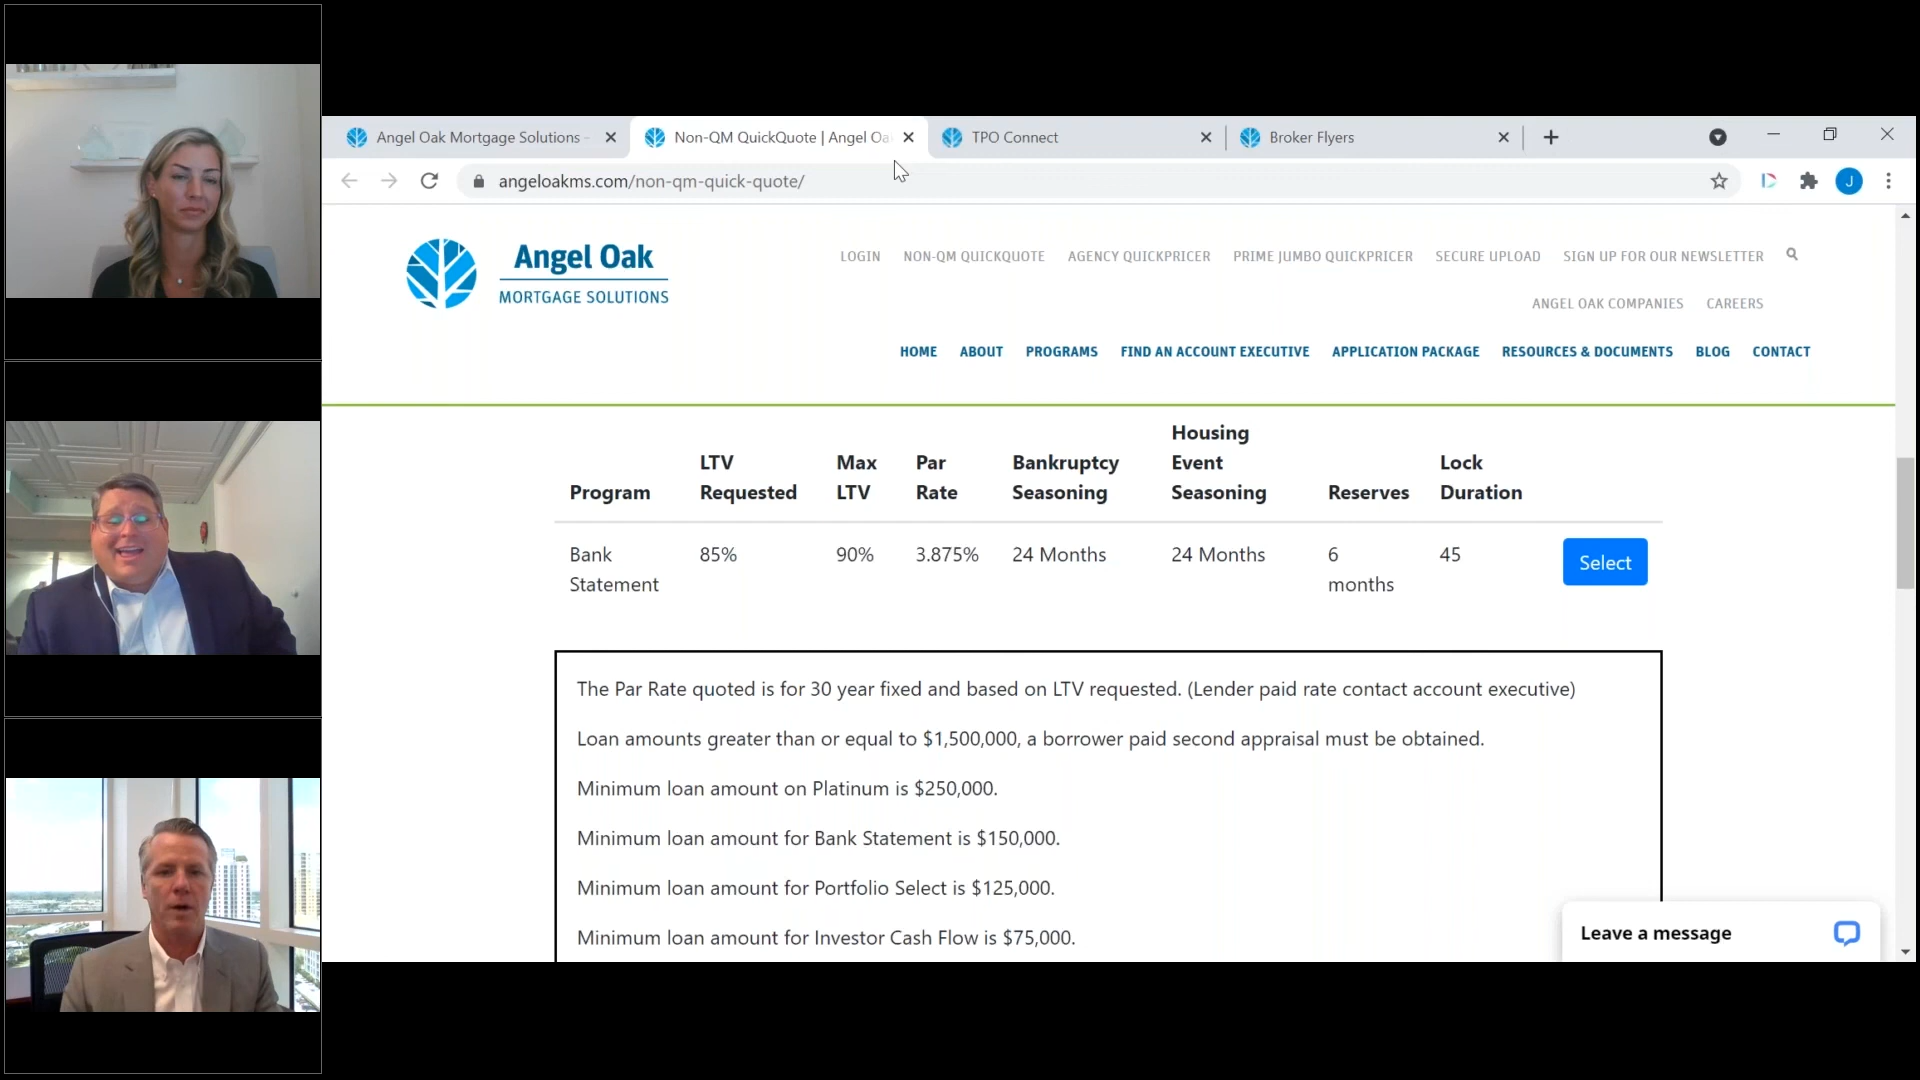 Angel Oak Mortgage Solutions -
Non-QM QuickQuote | Angel Oa
TPO Connect
Broker Flyers
angeloakms.com/non-qm-quick-quote/
J
Angel Oak
MORTGAGE SOLUTIONS
LOGIN NON-QM QUICKQUOTE AGENCY QUICKPRICER PRIME JUMBO QUICKPRICER SECURE UPLOAD SIGN UP FOR OUR NEWSLETTER
ANGEL OAK COMPANIES CAREERS
HOME ABOUT PROGRAMS FIND AN ACCOUNT EXECUTIVE APPLICATION PACKAGE RESOURCES & DOCUMENTS BLOG CONTACT
Program LTV Requested Max LTV Par Rate Bankruptcy Seasoning Housing Event Seasoning Reserves Lock Duration
Bank Statement 85% 90% 3.875% 24 Months 24 Months 6 months 45 Select
The Par Rate quoted is for 30 year fixed and based on LTV requested. (Lender paid rate contact account executive)
Loan amounts greater than or equal to $1,500,000, a borrower paid second appraisal must be obtained.
Minimum loan amount on Platinum is $250,000.
Minimum loan amount for Bank Statement is $150,000.
Minimum loan amount for Portfolio Select is $125,000.
Minimum loan amount for Investor Cash Flow is $75,000.
Leave a message